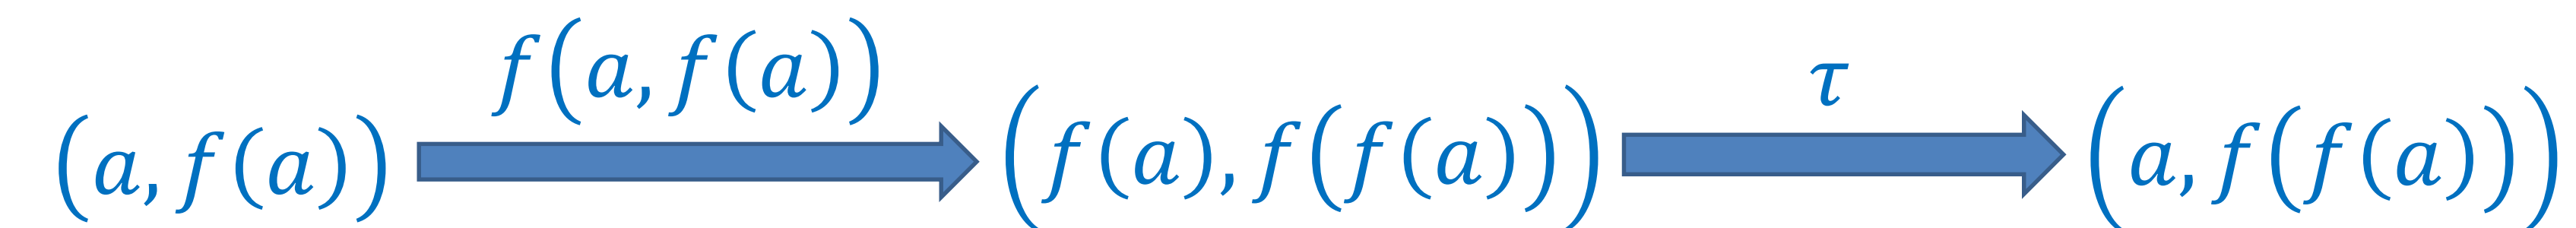 f(a, f(a)) τ
(a, f(a)) (f(a), f(f(a))) (a, f(f(a)))